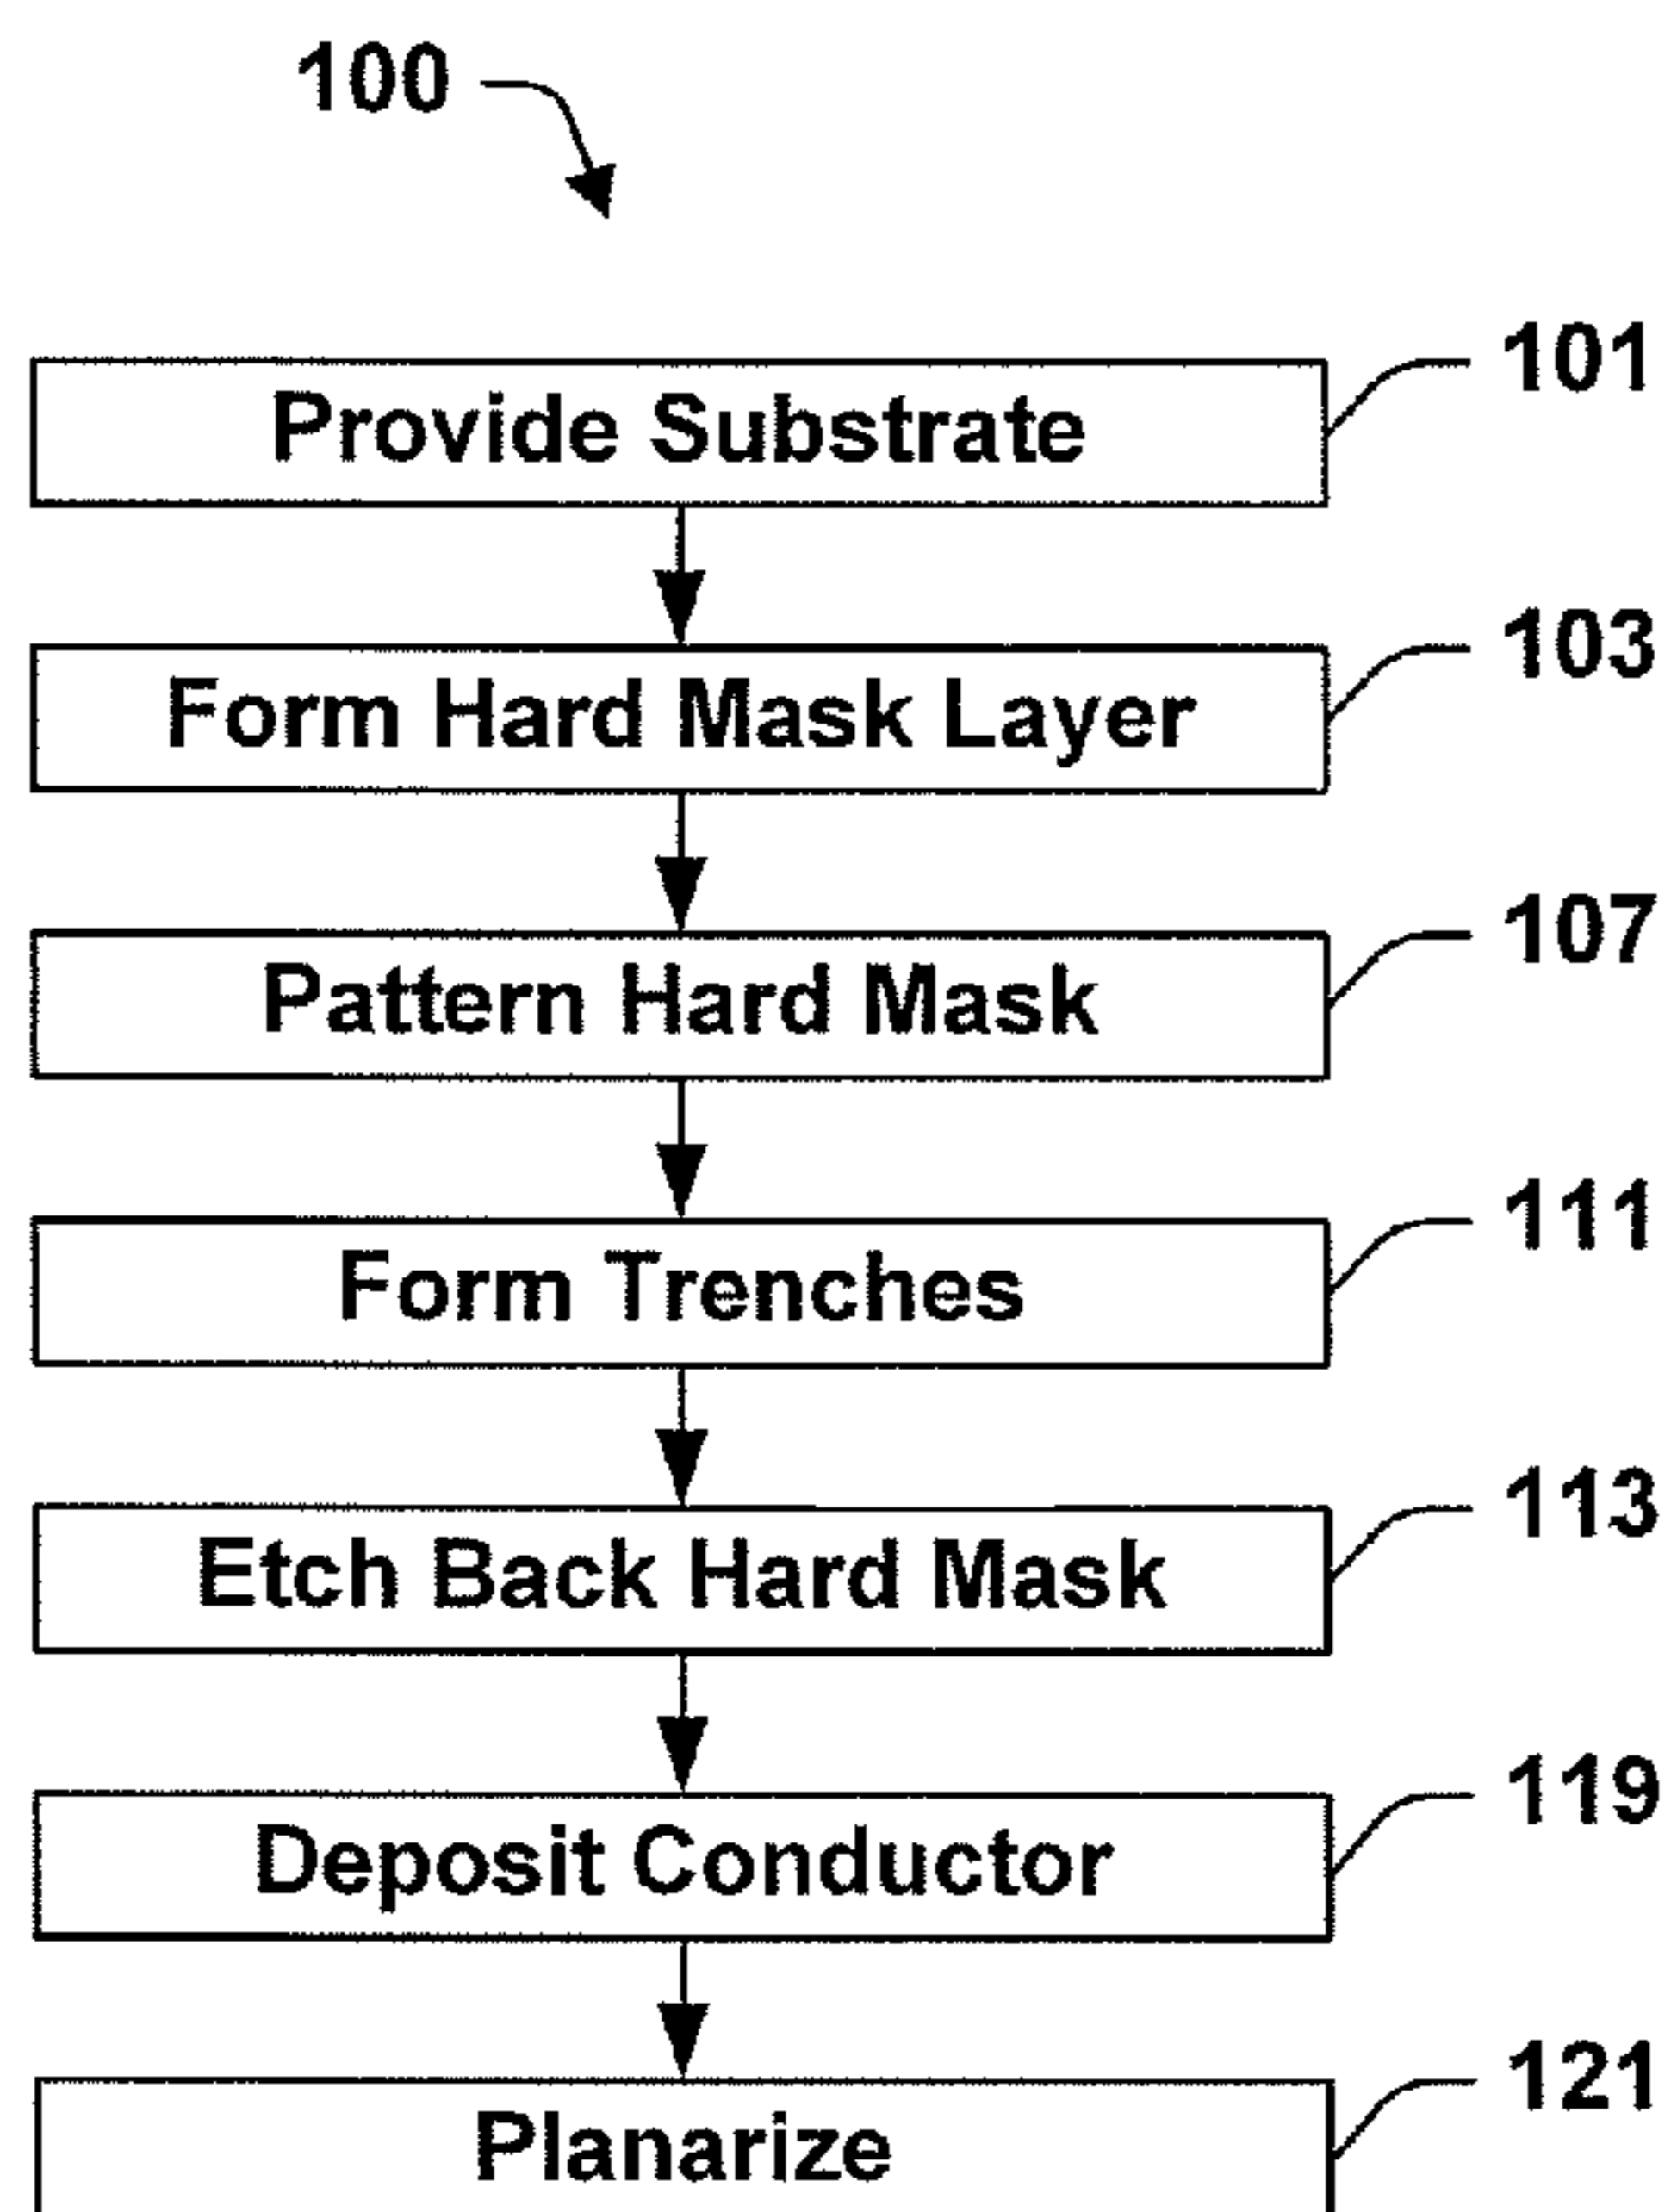 100
Provide Substrate 101
Form Hard Mask Layer 103
Pattern Hard Mask 107
Form Trenches 111
Etch Back Hard Mask 113
Deposit Conductor 119
Planarize 121